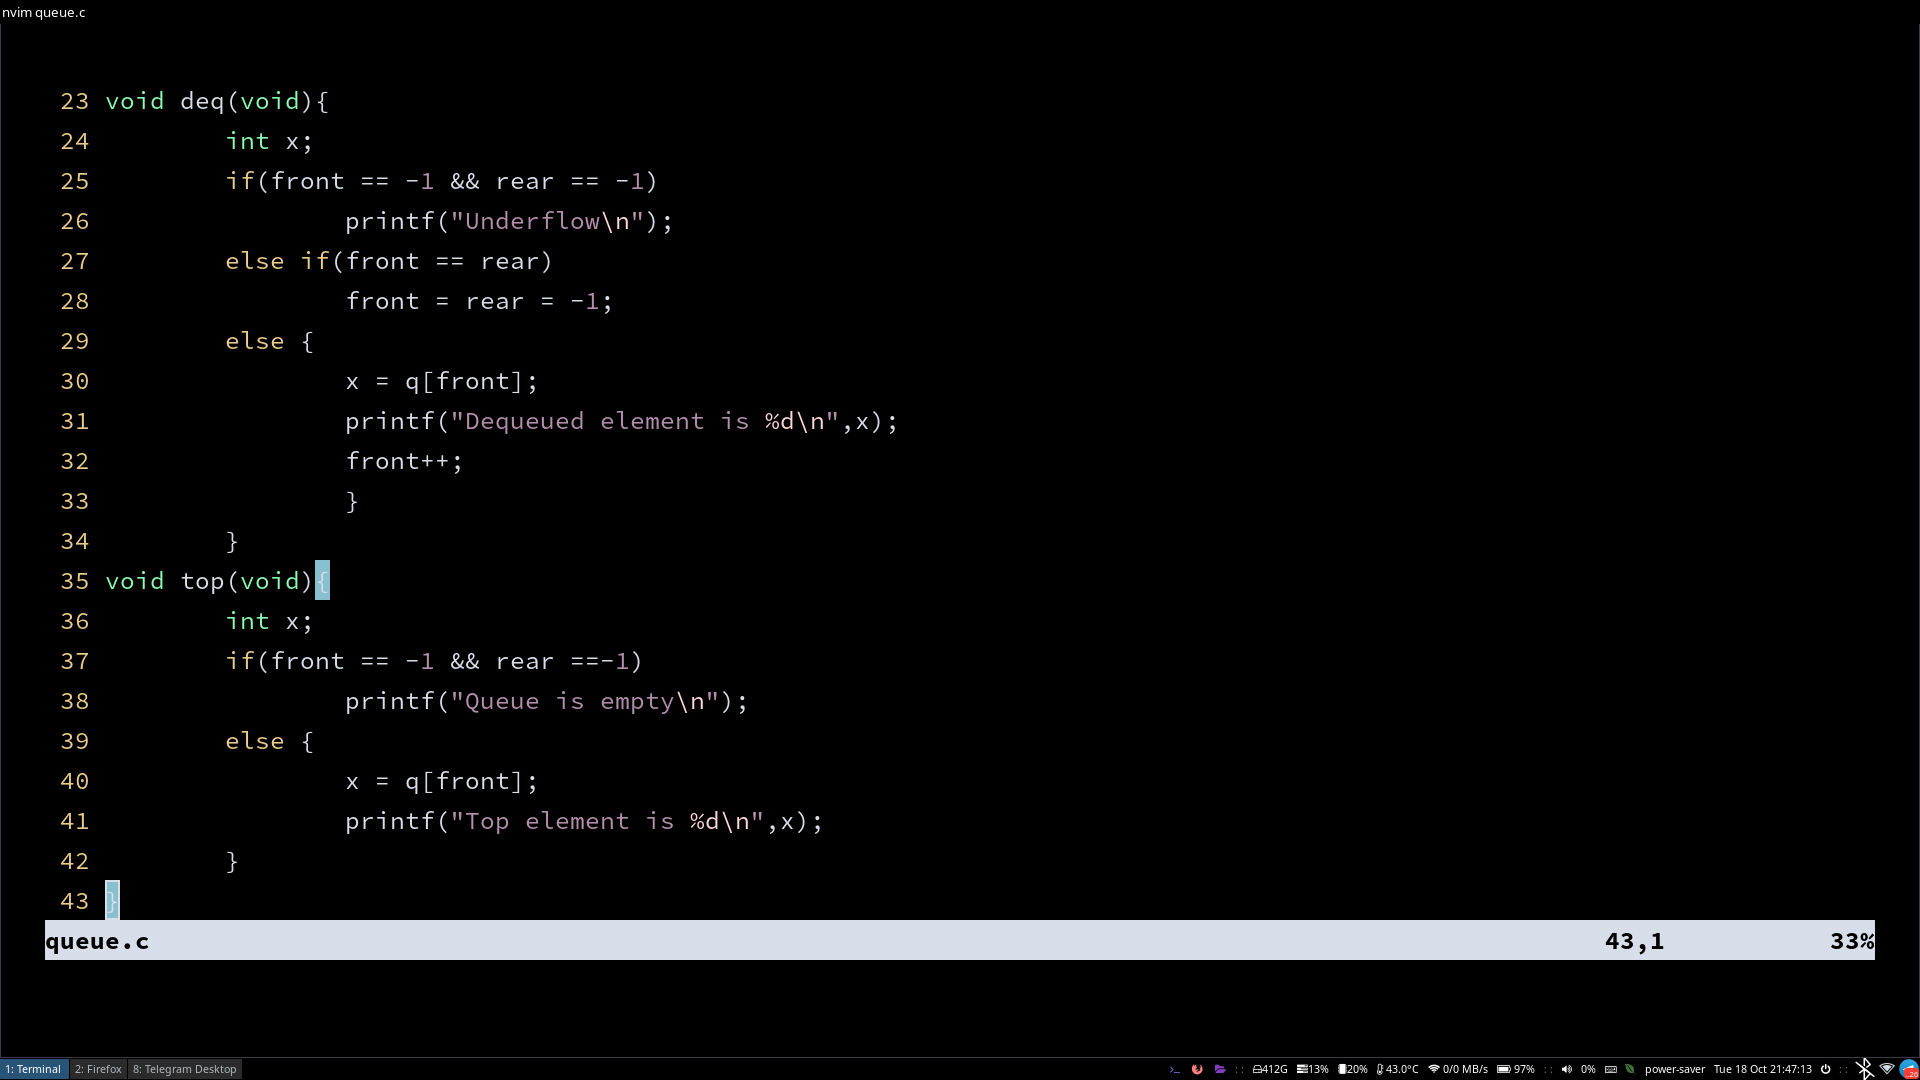 nvim queue.c
23 void deq(void){
24         int x;
25         if(front == -1 && rear == -1)
26                 printf("Underflow\n");
27         else if(front == rear)
28                 front = rear = -1;
29         else {
30                 x = q[front];
31                 printf("Dequeued element is %d\n",x);
32                 front++;
33                 }
34         }
35 void top(void){
36         int x;
37         if(front == -1 && rear ==-1)
38                 printf("Queue is empty\n");
39         else {
40                 x = q[front];
41                 printf("Top element is %d\n",x);
42         }
43 }
queue.c 43,1 33%
1: Terminal 2: Firefox 8: Telegram Desktop >_ :: 412G 13% 20% 43.0°C 0/0 MB/s 97% :: 0% power-saver Tue 18 Oct 21:47:13 ::